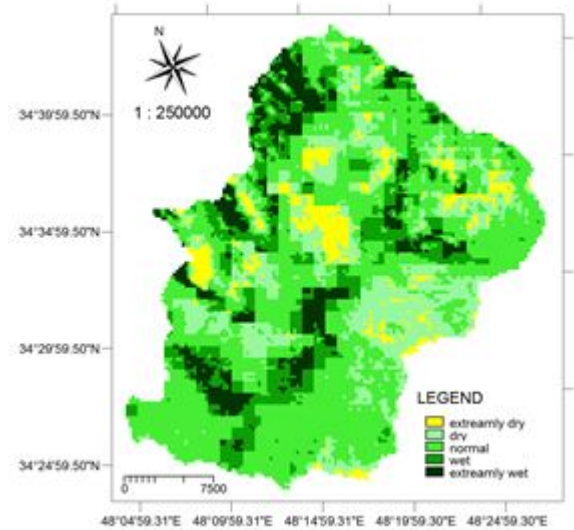 N
1 : 250000
34°39'59.50"N
34°34'59.50"N
34°29'59.50"N
34°24'59.50"N
LEGEND
extreamly dry
dry
normal
wet
extreamly wet
0 7500
48°04'59.31"E 48°09'59.31"E 48°14'59.31"E 48°19'59.30"E 48°24'59.30"E